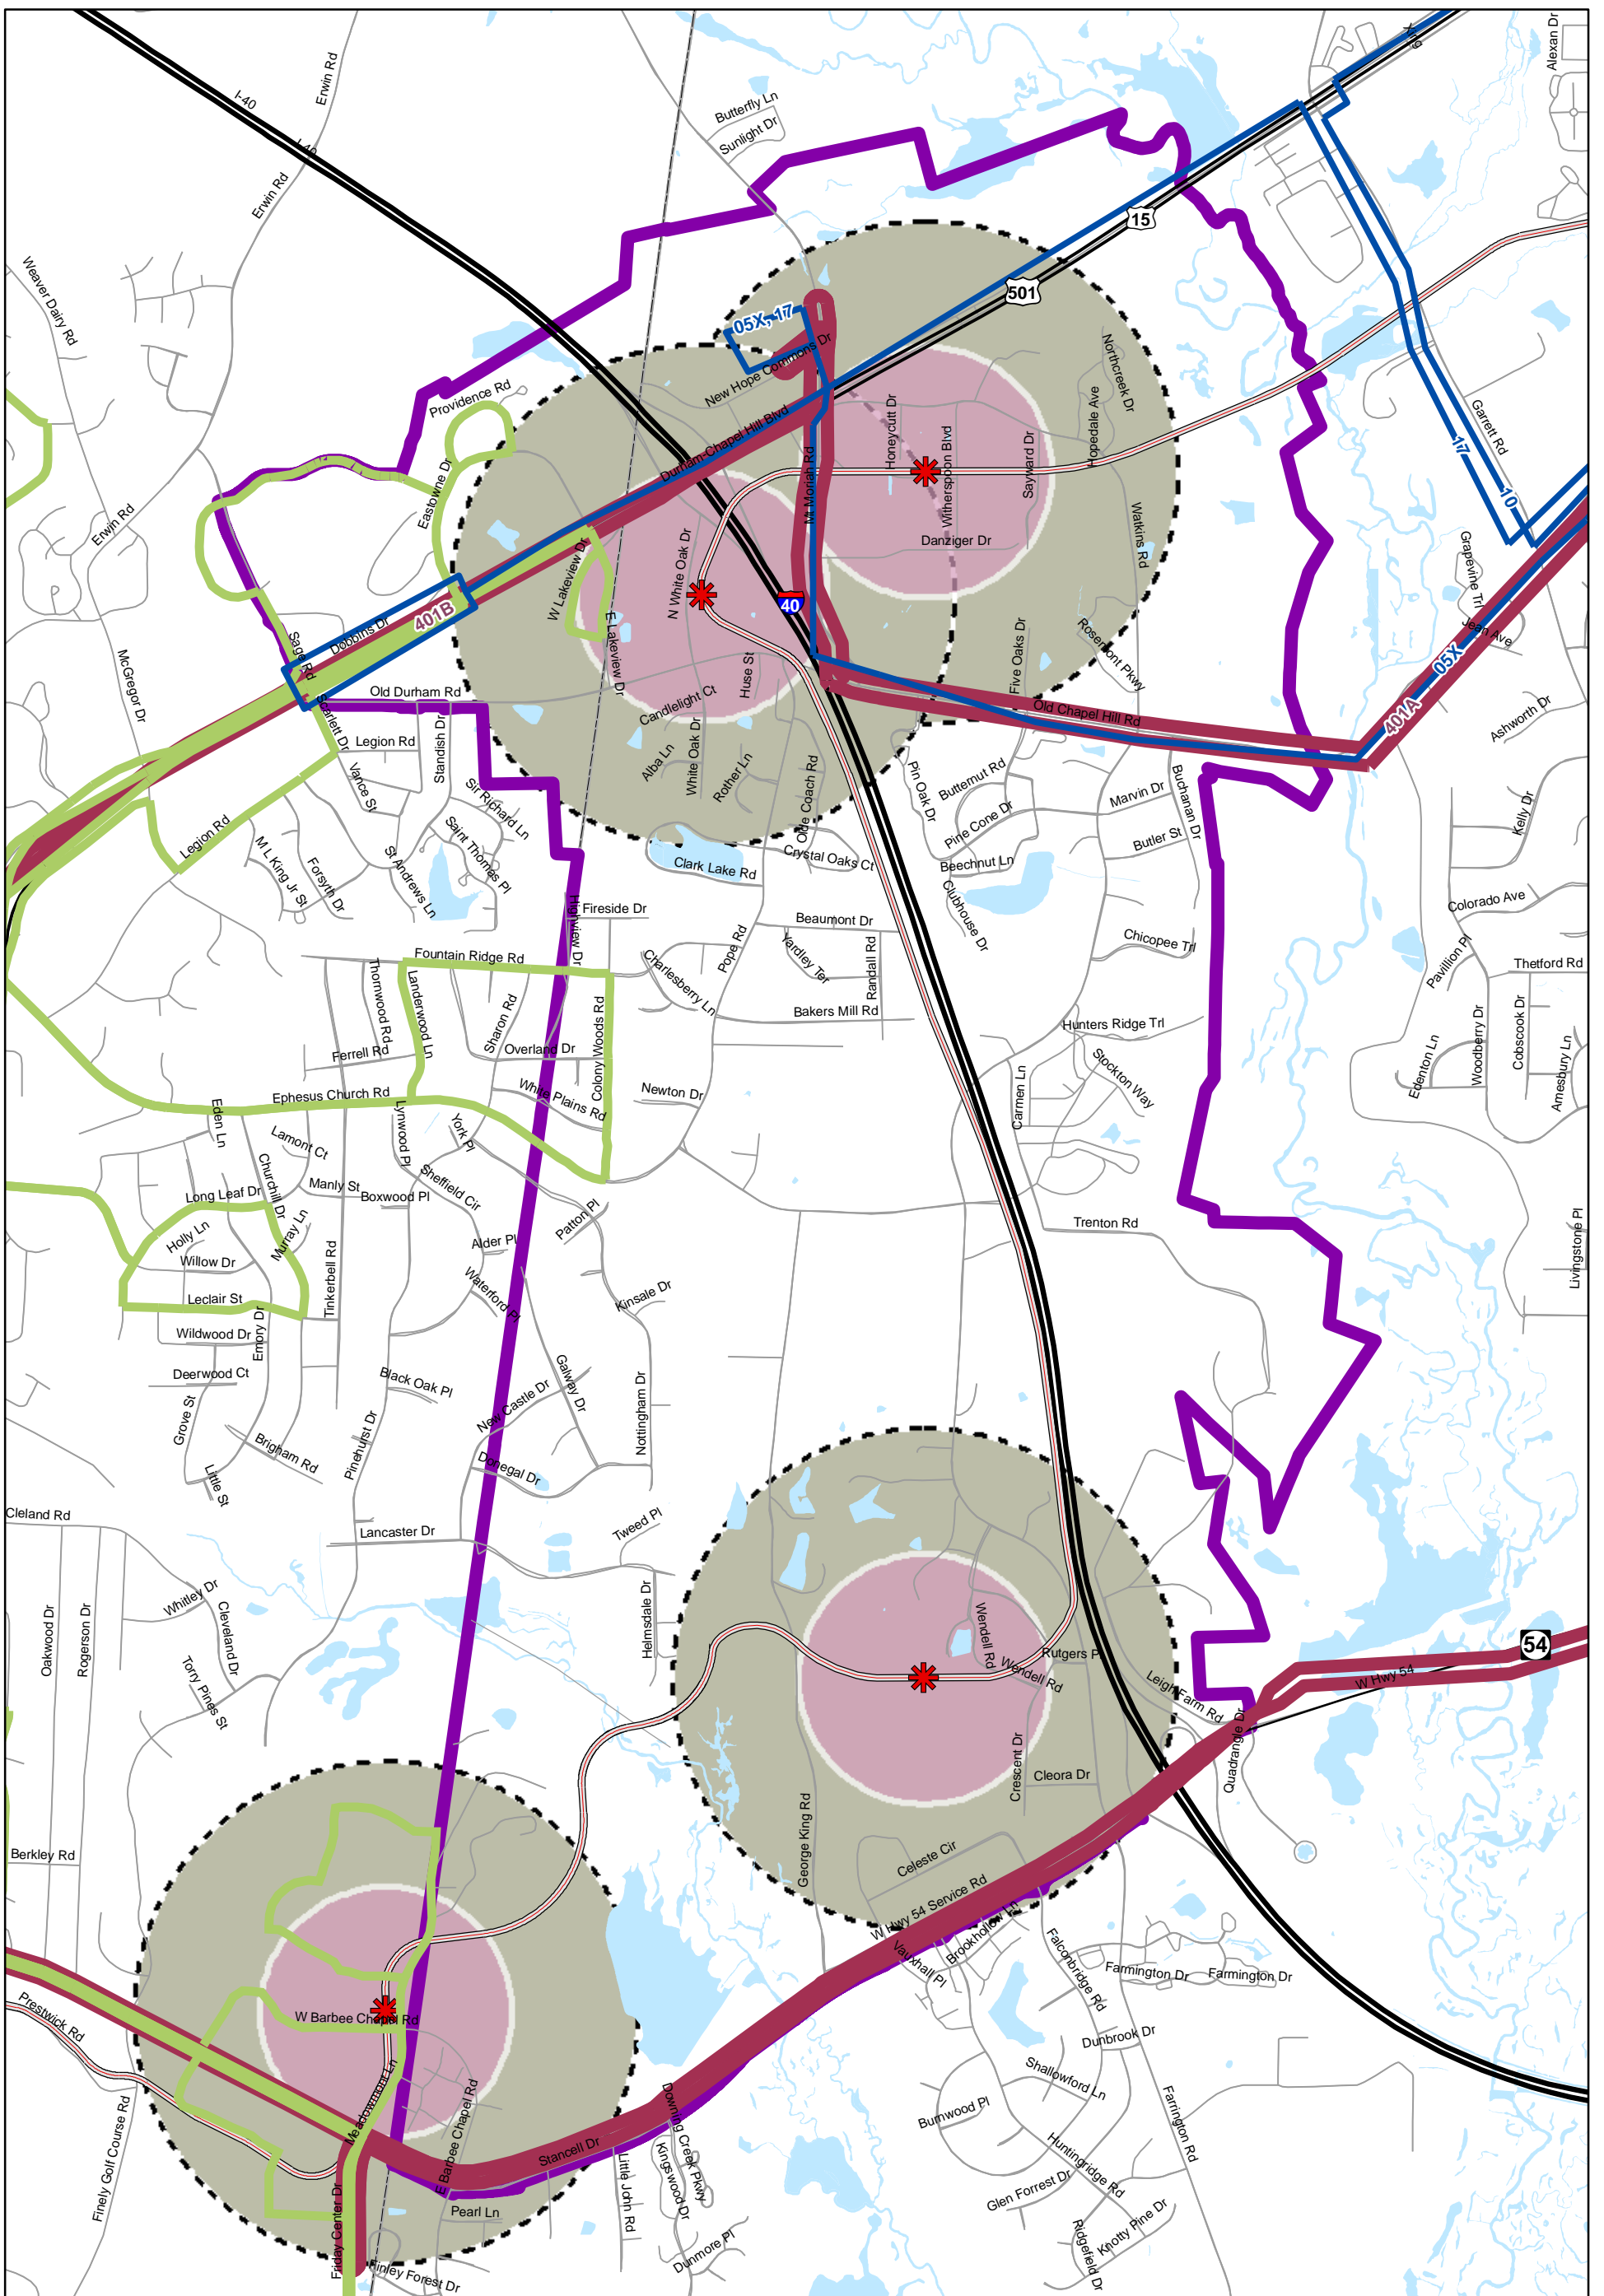 Alexan Dr
King
I-40
Erwin Rd
I-40
Butterfly Ln
Sunlight Dr
Erwin Rd
15
Weaver Dairy Rd
501
05X, 17
New Hope Commons Dr
Northcreek Dr
Providence Rd
Durham-Chapel Hill Blvd
Honeycutt Dr
Hopedale Ave
Garrett Rd
Witherspoon Blvd
Sayward Dr
17
Eastowne Dr
Mt Moriah Rd
10
Erwin Rd
Watkins Rd
Danziger Dr
W Lakeview Dr
N White Oak Dr
40
Grapevine Trl
401B
Dobbins Dr
E Lakeview Dr
Jean Ave
Sage Rd
Rosemont Pkwy
Five Oaks Dr
05X
McGregor Dr
Huse St
Old Durham Rd
Candlelight Ct
Old Chapel Hill Rd
401A
Ashworth Dr
Scarlett Dr
Legion Rd
Standish Dr
Alba Ln
White Oak Dr
Rother Ln
Olde Coach Rd
Vance St
Pin Oak Dr
Butternut Rd
Marvin Dr
Buchanan Dr
Sir Richard Ln
Pine Cone Dr
Kelly Dr
Legion Rd
Saint Thomas Pl
Butler St
M L King Jr St
Forsyth Dr
St Andrews Ln
Clark Lake Rd
Crystal Oaks Ct
Beechnut Ln
Clubhouse Dr
Highview Dr
Fireside Dr
Beaumont Dr
Colorado Ave
Fountain Ridge Rd
Pope Rd
Yardley Ter
Randall Rd
Chicopee Trl
Pavillion Pl
Thetford Rd
Thornwood Rd
Landerwood Ln
Sharon Rd
Charlesberry Ln
Bakers Mill Rd
Colony Woods Rd
Hunters Ridge Trl
Woodberry Dr
Cobscook Dr
Amesbury Ln
Edenton Ln
Ferrell Rd
Overland Dr
Stockton Way
Carmen Ln
Ephesus Church Rd
White Plains Rd
Newton Dr
Eden Ln
Lamont Ct
Lynwood Pl
York Pl
Churchill Dr
Manly St
Sheffield Cir
Long Leaf Dr
Boxwood Pl
Patton Pl
Trenton Rd
Holly Ln
Murray Ln
Alder Pl
Livingstone Pl
Willow Dr
Tinkerbell Rd
Waterford Pl
Kinsale Dr
Leclair St
Wildwood Dr
Emory Dr
Deerwood Ct
Black Oak Pl
Galway Dr
New Castle Dr
Nottingham Dr
Grove St
Brigham Rd
Pinehurst Dr
Donegal Dr
Little St
Cleland Rd
Lancaster Dr
Tweed Pl
Whitley Dr
Oakwood Dr
Rogerson Dr
Cleveland Dr
Helmsdale Dr
Wendell Rd
54
Rutgers Pl
Wendell Rd
Torry Pines St
Leigh Farm Rd
W Hwy 54
Quadrangle Dr
Crescent Dr
Cleora Dr
George King Rd
Berkley Rd
Celeste Cir
W Hwy 54 Service Rd
Brookhollow Ln
Vauxhall Pl
Falconbridge Rd
Farmington Dr
Farmington Dr
Prestwick Rd
W Barbee Chapel Rd
Dunbrook Dr
Meadowmont Ln
Shallowford Ln
Burnwood Pl
Farrington Rd
E Barbee Chapel Rd
Downing Creek Pkwy
Stancell Dr
Huntingridge Rd
Finely Golf Course Rd
Little John Rd
Kingswood Dr
Glen Forrest Dr
Friday Center Dr
Pearl Ln
Knotty Pine Dr
Ridgefield Dr
Dunmore Pl
Finley Forest Dr